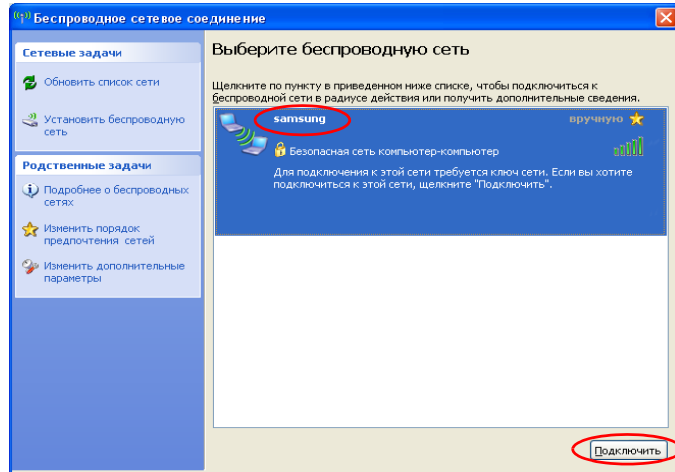 Беспроводное сетевое соединение
Сетевые задачи
Обновить список сети
Установить беспроводную
сеть
Родственные задачи
Подробнее о беспроводных
сетях
Изменить порядок
предпочтения сетей
Изменить дополнительные
параметры
Выберите беспроводную сеть
Щелкните по пункту в приведенном ниже списке, чтобы подключиться к
беспроводной сети в радиусе действия или получить дополнительные сведения.
samsung
вручную
Безопасная сеть компьютер-компьютер
Для подключения к этой сети требуется ключ сети. Если вы хотите
подключиться к этой сети, щелкните "Подключить".
Подключить